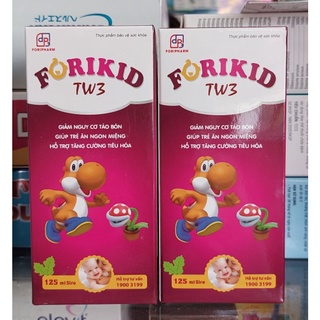 Thực phẩm bảo vệ sức khỏe
FORIPHARM
FORIKID
TW3
GIẢM NGUY CƠ TÁO BÓN
GIÚP TRẺ ĂN NGON MIỆNG
HỖ TRỢ TĂNG CƯỜNG TIÊU HÓA
125 ml Siro
Hỗ trợ tư vấn
1900 3199
Thực phẩm bảo vệ sức khỏe
FORIPHARM
FORIKID
TW3
GIẢM NGUY CƠ TÁO BÓN
GIÚP TRẺ ĂN NGON MIỆNG
HỖ TRỢ TĂNG CƯỜNG TIÊU HÓA
125 ml Siro
Hỗ trợ tư vấn
1900 3199